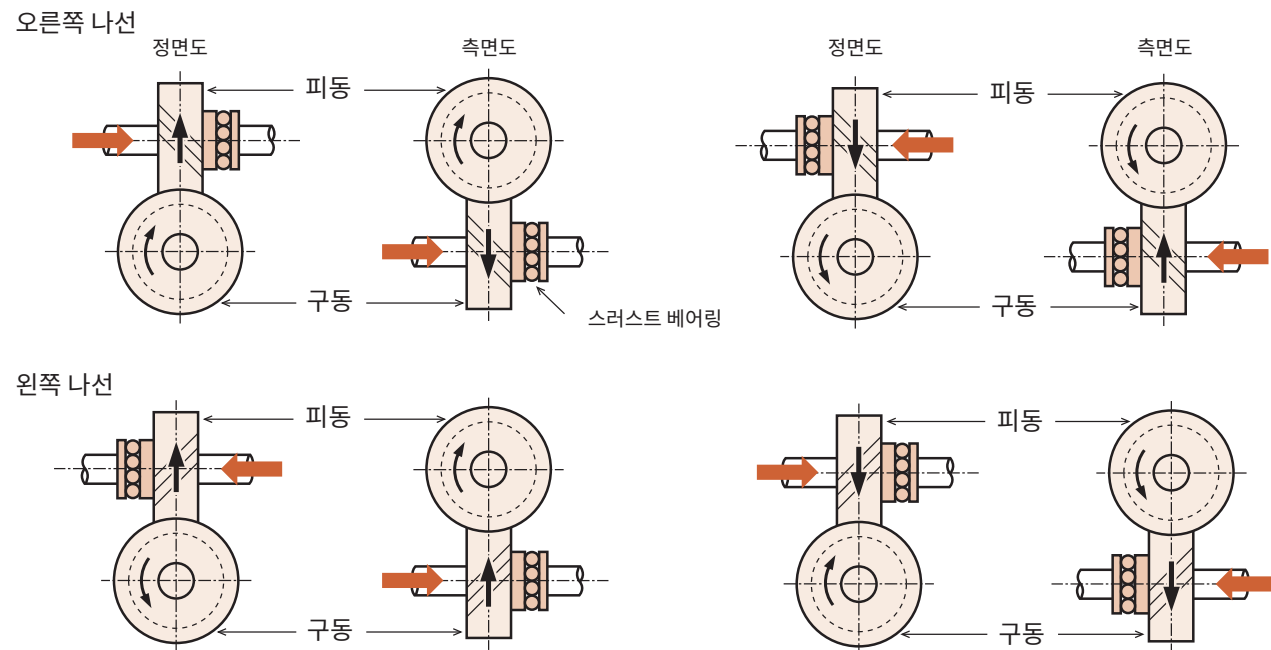 오른쪽 나선
정면도
측면도
정면도
측면도
피동
피동
구동
구동
스러스트 베어링
왼쪽 나선
피동
피동
구동
구동